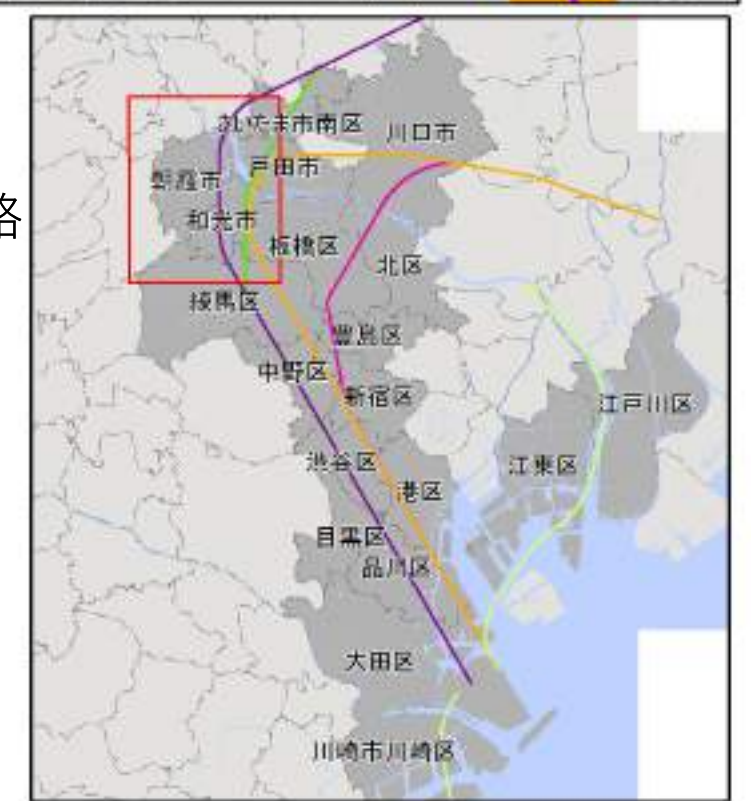 さいたま市南区
川口市
戸田市
朝霞市
路
和光市
板橋区
北区
練馬区
豊島区
中野区
新宿区
江戸川区
渋谷区
江東区
港区
目黒区
品川区
大田区
川崎市川崎区